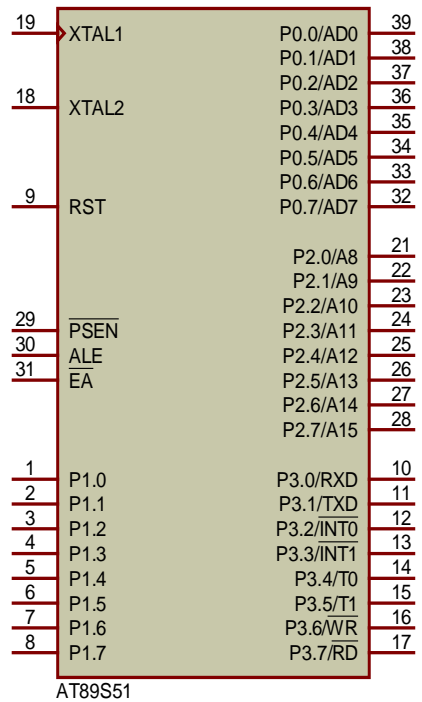 19 XTAL1 P0.0/AD0 39
P0.1/AD1 38
P0.2/AD2 37
18 XTAL2 P0.3/AD3 36
P0.4/AD4 35
P0.5/AD5 34
P0.6/AD6 33
9 RST P0.7/AD7 32
P2.0/A8 21
P2.1/A9 22
P2.2/A10 23
29 PSEN P2.3/A11 24
30 ALE P2.4/A12 25
31 EA P2.5/A13 26
P2.6/A14 27
P2.7/A15 28
1 P1.0 P3.0/RXD 10
2 P1.1 P3.1/TXD 11
3 P1.2 P3.2/INT0 12
4 P1.3 P3.3/INT1 13
5 P1.4 P3.4/T0 14
6 P1.5 P3.5/T1 15
7 P1.6 P3.6/WR 16
8 P1.7 P3.7/RD 17
AT89S51